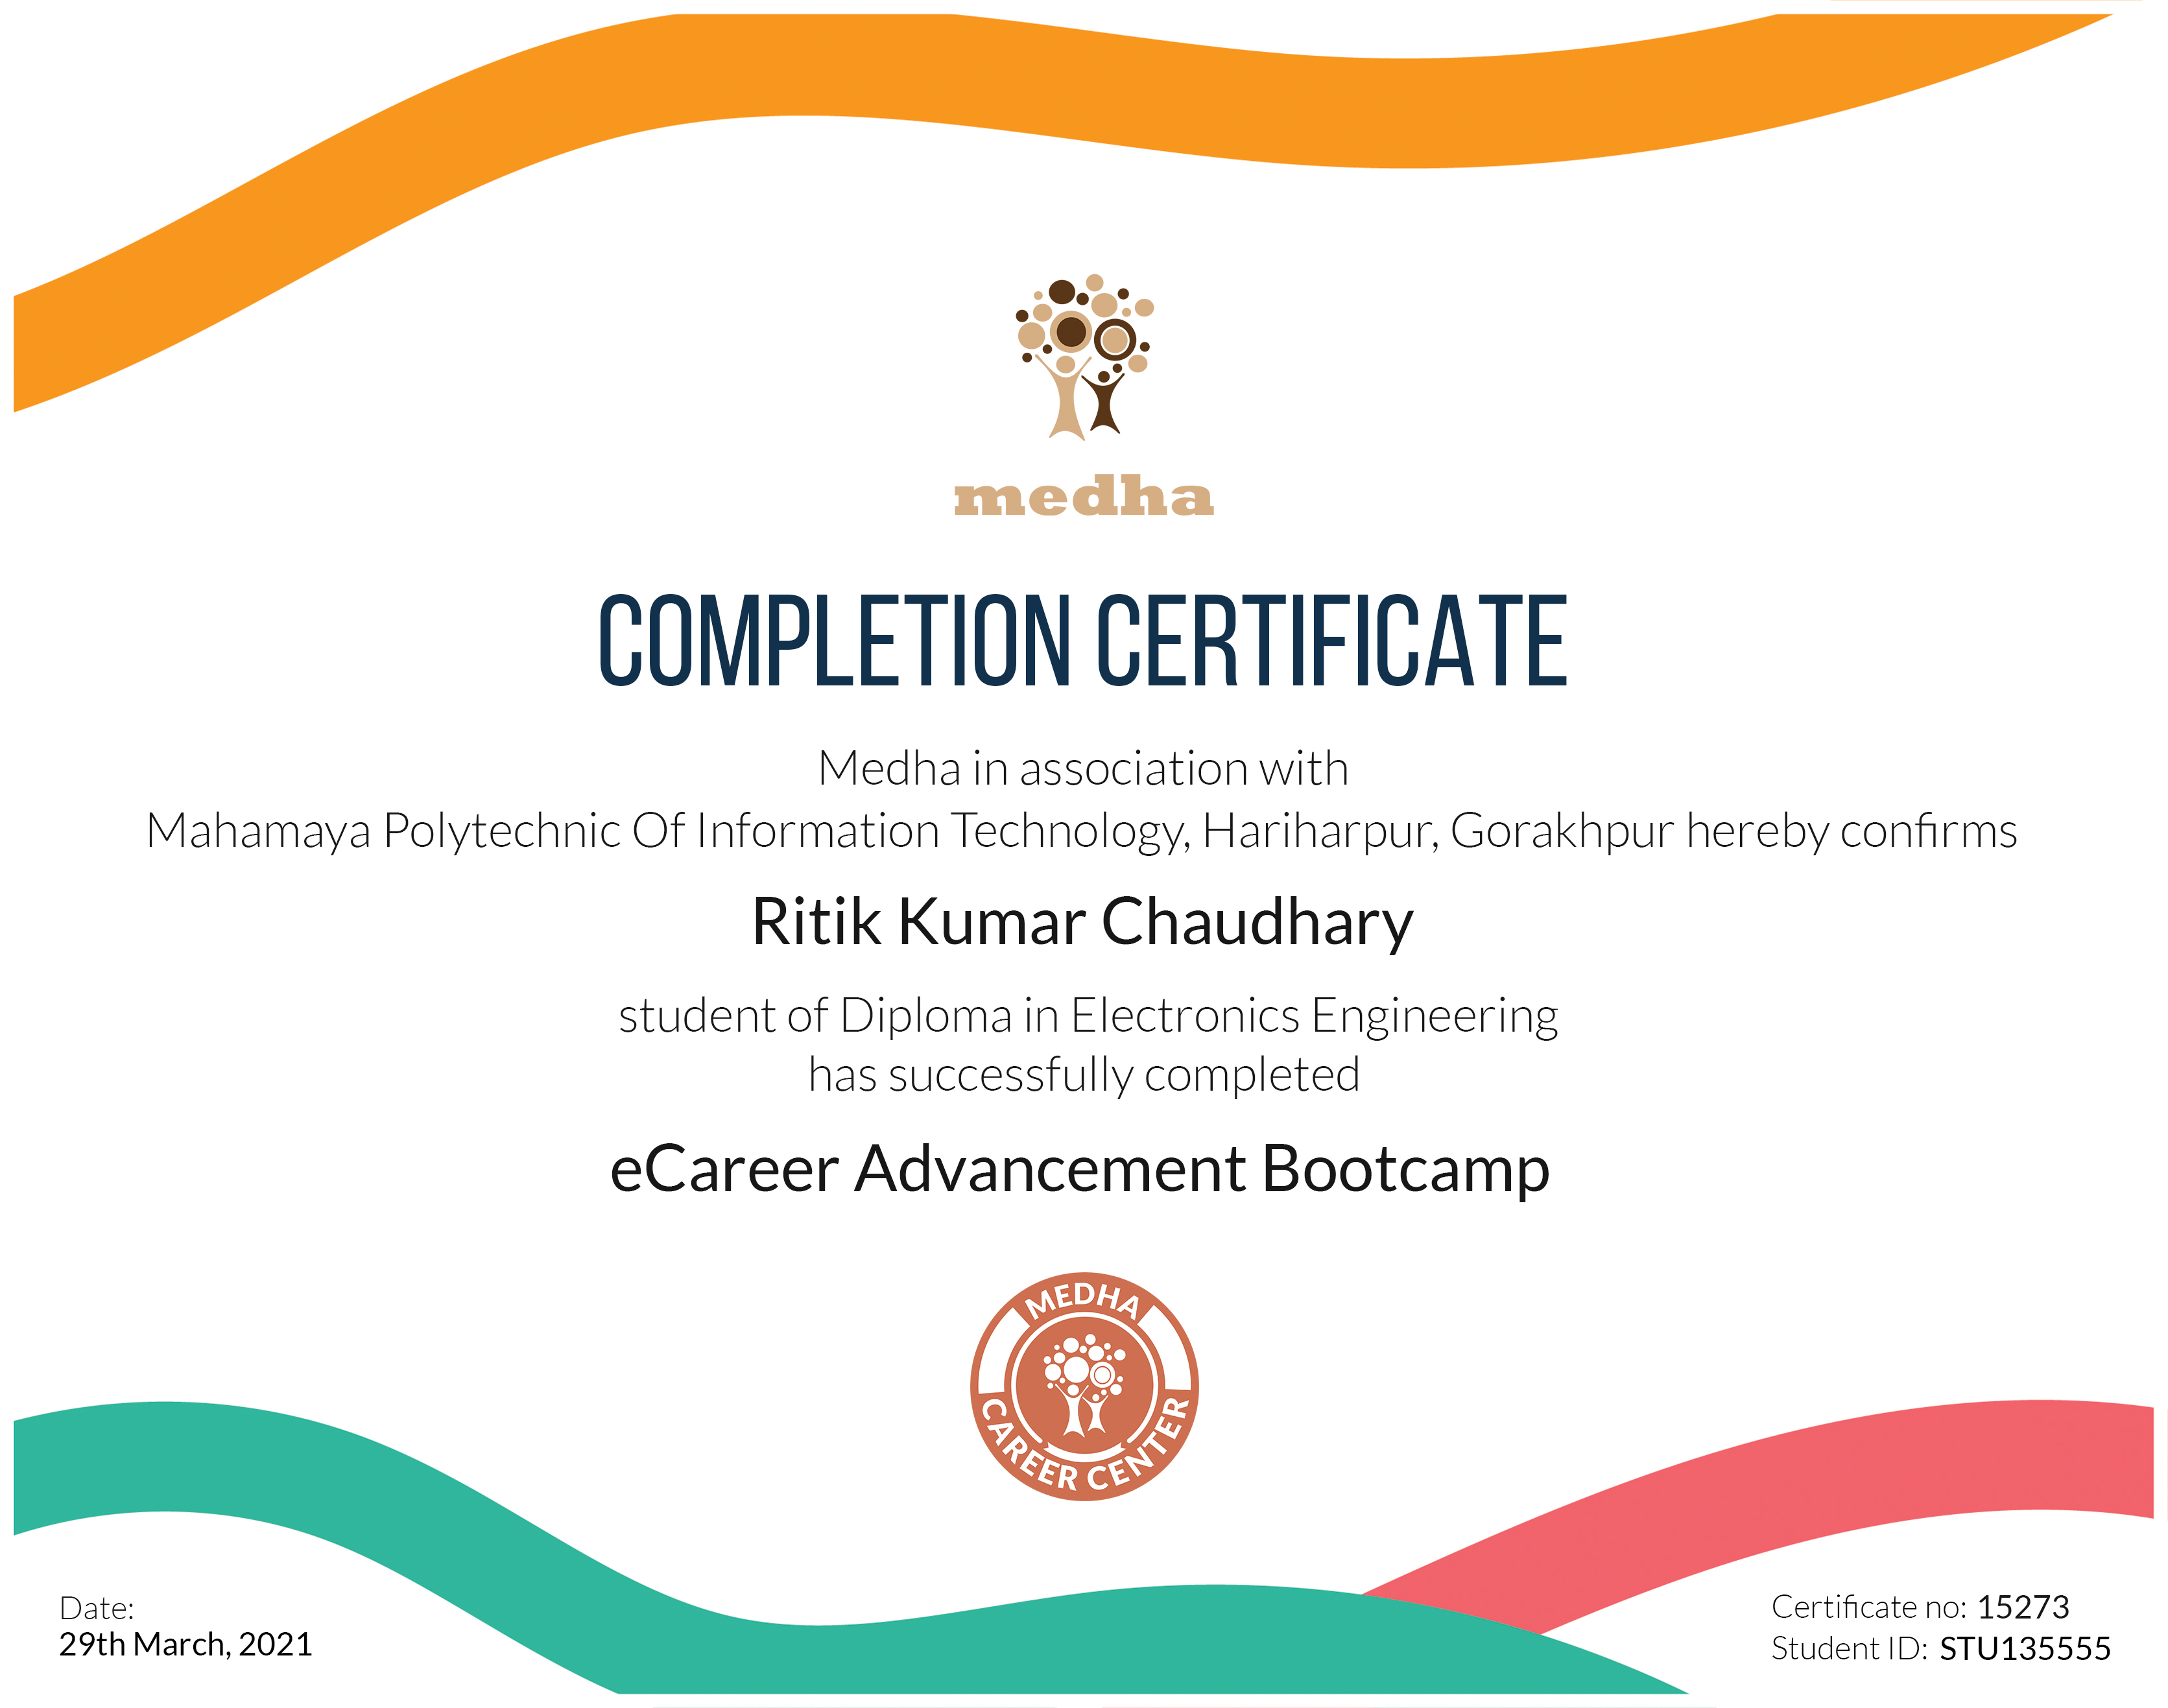 medha
COMPLETION CERTIFICATE
Medha in association with
Mahamaya Polytechnic Of Information Technology, Hariharpur, Gorakhpur hereby confirms
Ritik Kumar Chaudhary
student of Diploma in Electronics Engineering
has successfully completed
eCareer Advancement Bootcamp
MEDHA
CAREER CENTER
Date:
29th March, 2021
Certificate no: 15273
Student ID: STU135555